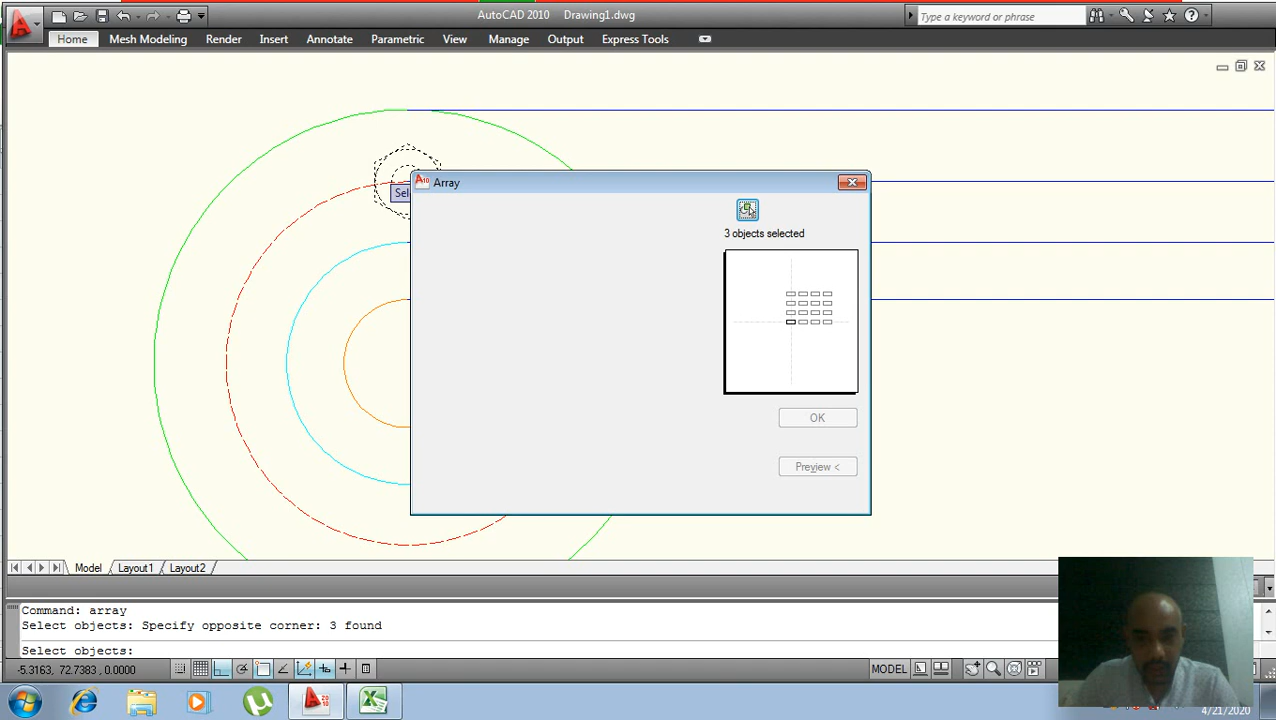 AutoCAD 2010 Drawing1.dwg
Type a keyword or phrase
Home Mesh Modeling Render Insert Annotate Parametric View Output Manage Express Tools
Array
3 objects selected
OK
Preview <
Model Layout1 Layout2
Command: array
Select objects: Specify opposite corner: 3 found
Select objects:
-5.3163, 72.7383, 0.0000
MODEL
4/21/2020